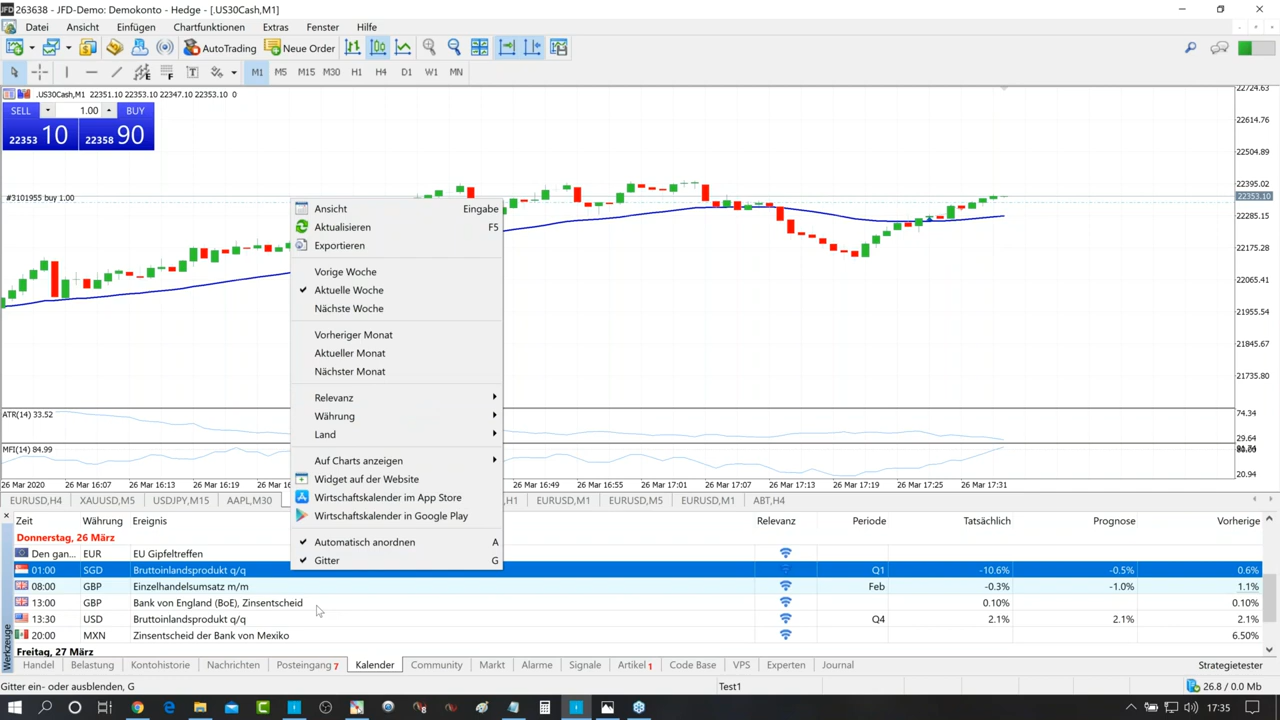 263638 - JFD-Demo: Demokonto - Hedge - [.US30Cash,M1]
Datei Ansicht Einfügen Chartfunktionen Extras Fenster Hilfe
AutoTrading New Order
M1 M5 M15 M30 H1 H4 D1 W1 MN
.US30Cash,M1 22351.10 22353.10 22347.10 22353.10 0
SELL 1.00 BUY
22353 10 22358 90
#3101955 buy 1.00
22724.63
22614.76
22504.89
22395.02
22353.10
22285.15
22175.28
22065.41
21955.54
21845.67
21735.80
Ansicht Eingabe
Aktualisieren F5
Exportieren
Vorige Woche
Aktuelle Woche
Nächste Woche
Vorheriger Monat
Aktueller Monat
Nächster Monat
Relevanz
Währung
Land
Auf Charts anzeigen
Widget auf der Website
Wirtschaftskalender im App Store
Wirtschaftskalender in Google Play
Automatisch anordnen A
Gitter G
ATR(14) 33.52
74.34
29.64
MFI(14) 84.99
20.94
26 Mar 2020 26 Mar 16:49 26 Mar 16:55 26 Mar 17:01 26 Mar 17:07 26 Mar 17:13 26 Mar 17:19 26 Mar 17:25 26 Mar 17:31
EURUSD,H4 XAUUSD,M5 USDJPY,M15 AAPL,M30 ,H1 EURUSD,M1 EURUSD,M5 EURUSD,M1 ABT,H4
Zeit Währung Ereignis Relevanz Periode Tatsächlich Prognose Vorherige
Donnerstag, 26 März
Den gan... EUR EU Gipfeltreffen
01:00 SGD Bruttoinlandsprodukt q/q Q1 -10.6% -0.5% 0.6%
08:00 GBP Einzelhandelsumsatz m/m Feb -0.3% -1.0% 1.1%
13:00 GBP Bank von England (BoE), Zinsentscheid 0.10% 0.10%
13:30 USD Bruttoinlandsprodukt q/q Q4 2.1% 2.1% 2.1%
20:00 MXN Zinsentscheid der Bank von Mexiko 6.50%
Freitag, 27 März
Werkzeuge
Handel Belastung Kontohistorie Nachrichten Posteingang 7 Kalender Community Markt Alarme Signale Artikel 1 Code Base VPS Experten Journal Strategietester
Gitter ein- oder ausblenden, G Test1 26.8 / 0.0 Mb
17:35